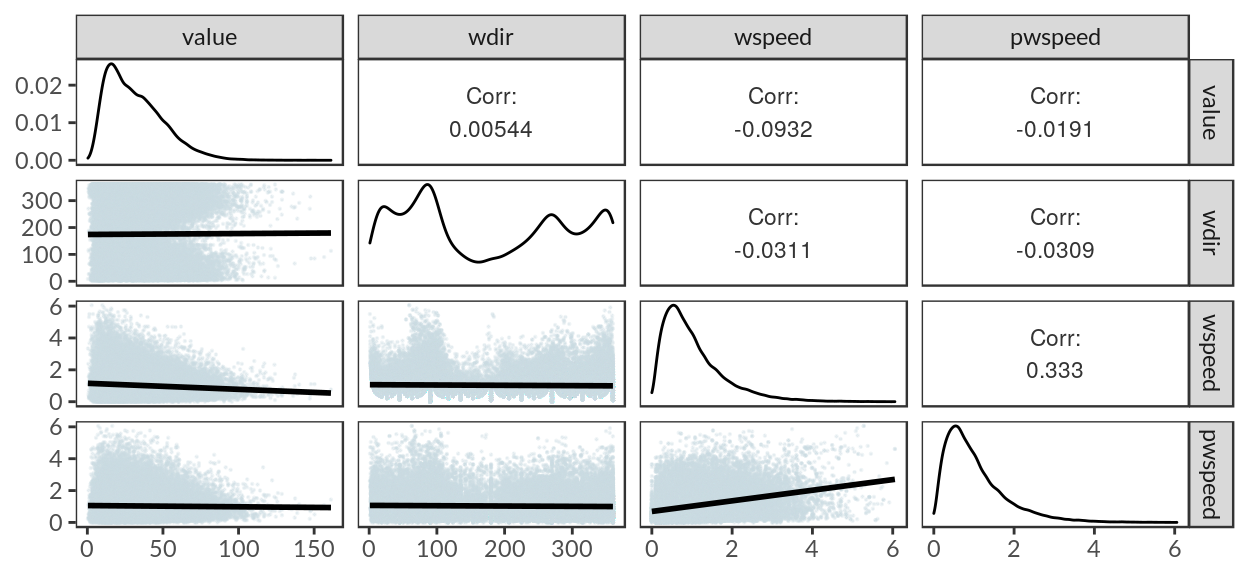 value wdir wspeed pwspeed
0.02
0.01
0.00
Corr:
0.00544
Corr:
-0.0932
Corr:
-0.0191
value
300
200
100
0
Corr:
-0.0311
Corr:
-0.0309
wdir
6
4
2
0
Corr:
0.333
wspeed
6
4
2
0
pwspeed
0 50 100 150 0 100 200 300 0 2 4 6 0 2 4 6